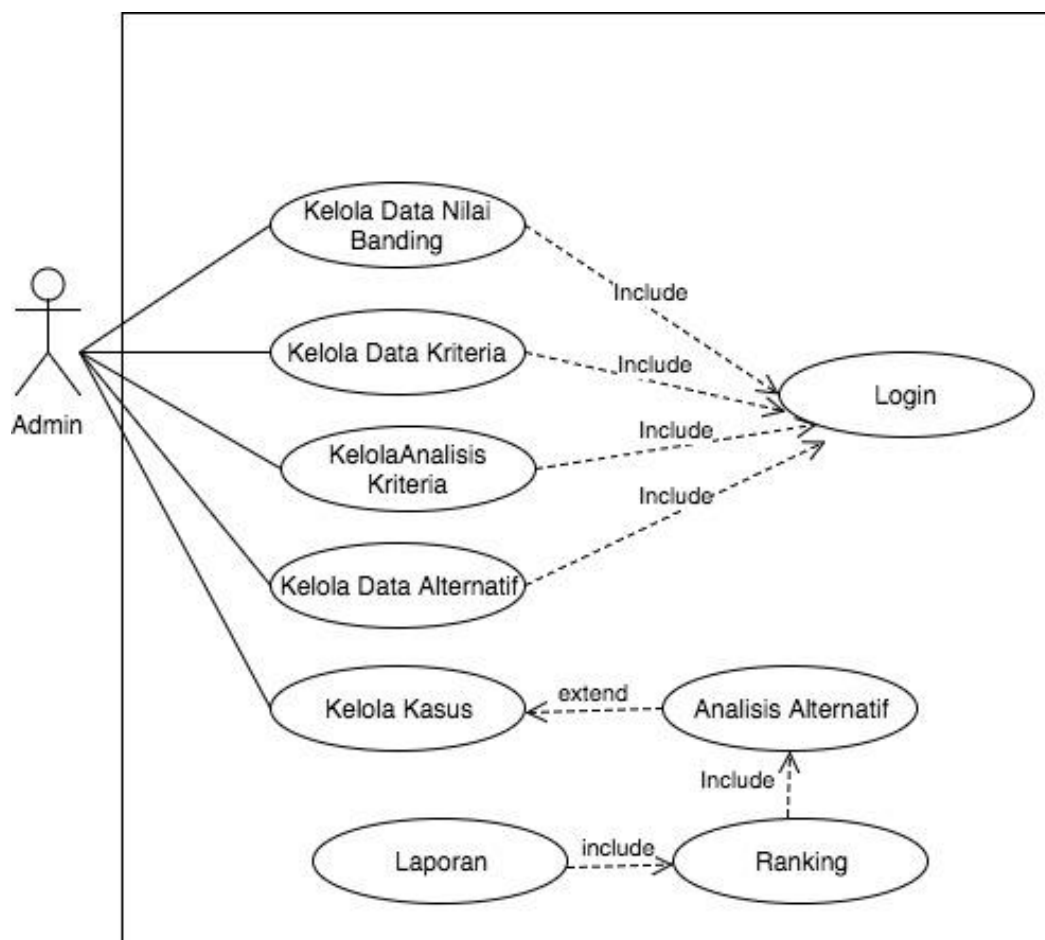 Kelola Data Nilai
Banding
Include
Kelola Data Kriteria
Include
Login
Admin
KelolaAnalisis
Kriteria
Include
Include
Kelola Data Alternatif
Kelola Kasus
extend
Analisis Alternatif
Include
Laporan
include
Ranking